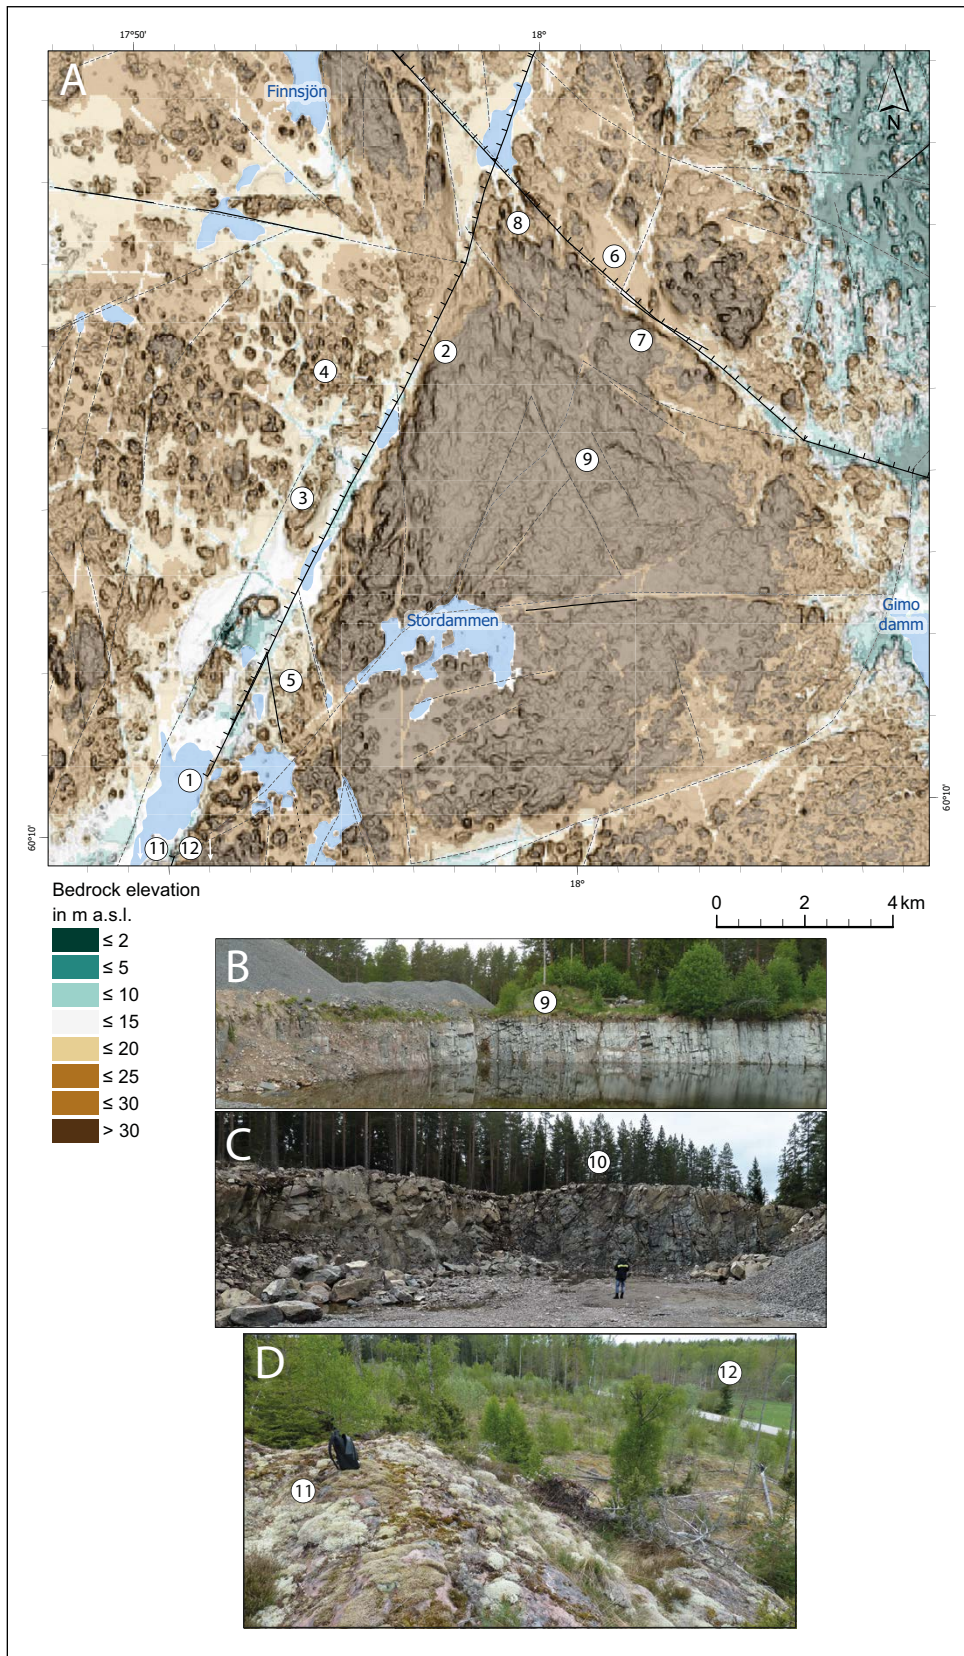 17°50'
18°
A
Finnsjön
N
8
6
2
7
4
9
3
Stordammen
Gimo
damm
5
1
60°10'
60°10'
11
12
18°
Bedrock elevation
in m a.s.l.
≤ 2
≤ 5
≤ 10
≤ 15
≤ 20
≤ 25
≤ 30
> 30
0 2 4 km
B
9
C
10
D
12
11